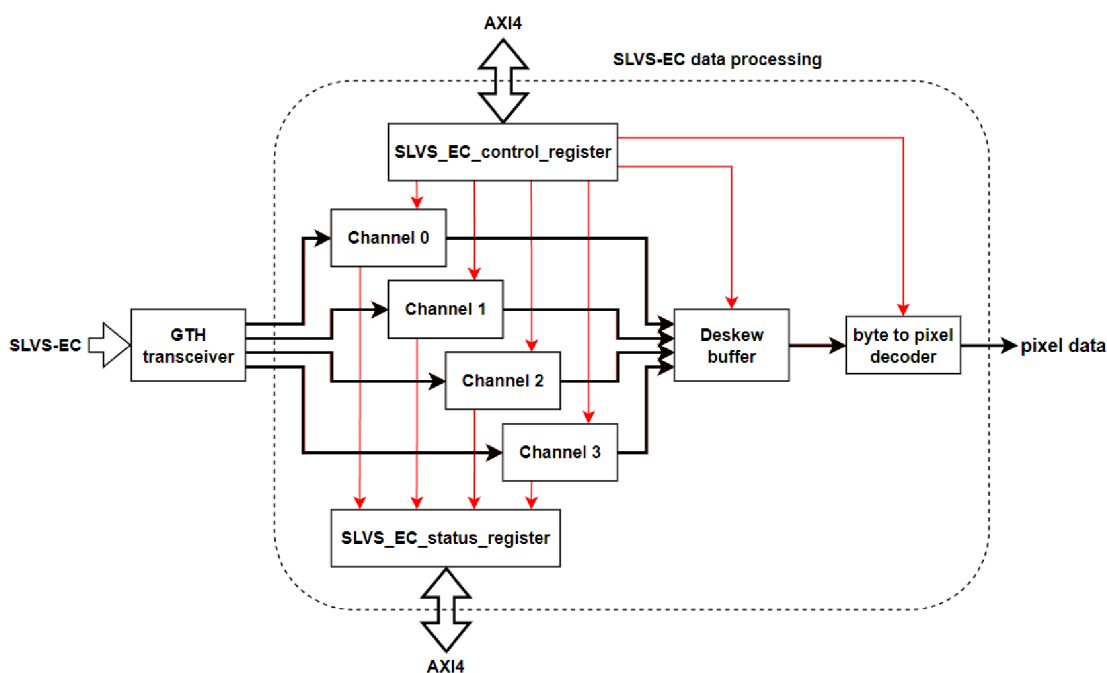 AXI4
SLVS-EC data processing
SLVS_EC_control_register
Channel 0
Channel 1
SLVS-EC
GTH
transceiver
Deskew
buffer
byte to pixel
decoder
pixel data
Channel 2
Channel 3
SLVS_EC_status_register
AXI4